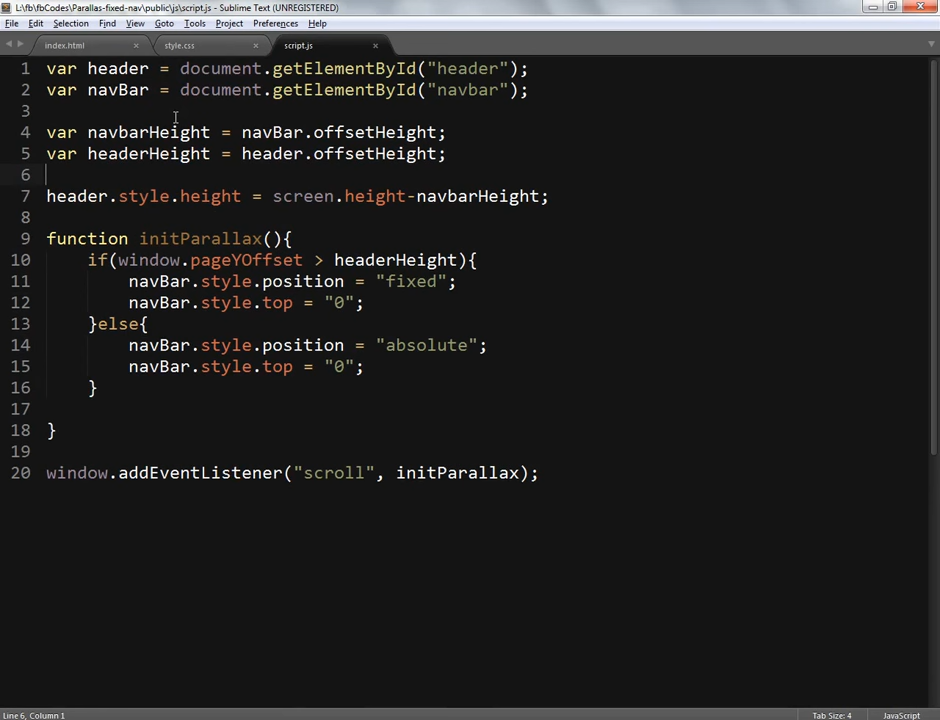 L:\fb\fbCodes\Parallas-fixed-nav\public\js\script.js - Sublime Text (UNREGISTERED)
File Edit Selection Find View Goto Tools Project Preferences Help
index.html × style.css × script.js ×
1 var header = document.getElementById("header");
2 var navBar = document.getElementById("navbar");
3
4 var navbarHeight = navBar.offsetHeight;
5 var headerHeight = header.offsetHeight;
6
7 header.style.height = screen.height-navbarHeight;
8
9 function initParallax(){
10     if(window.pageYOffset > headerHeight){
11         navBar.style.position = "fixed";
12         navBar.style.top = "0";
13     }else{
14         navBar.style.position = "absolute";
15         navBar.style.top = "0";
16     }
17
18 }
19
20 window.addEventListener("scroll", initParallax);
Line 6, Column 1 Tab Size: 4 JavaScript